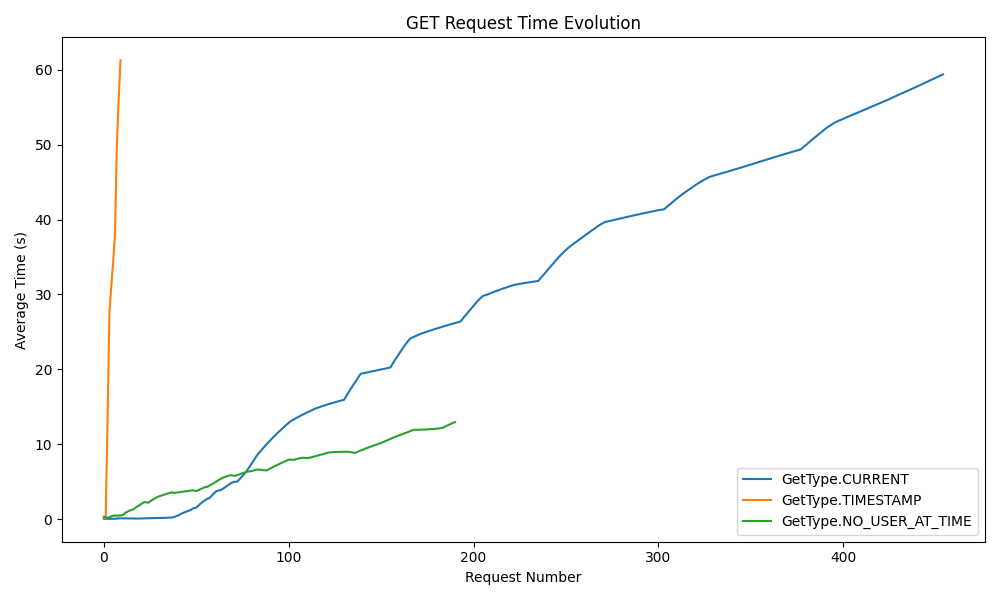 GET Request Time Evolution
Average Time (s)
60
50
40
30
20
10
0
0 100 200 300 400
Request Number
GetType.CURRENT
GetType.TIMESTAMP
GetType.NO_USER_AT_TIME